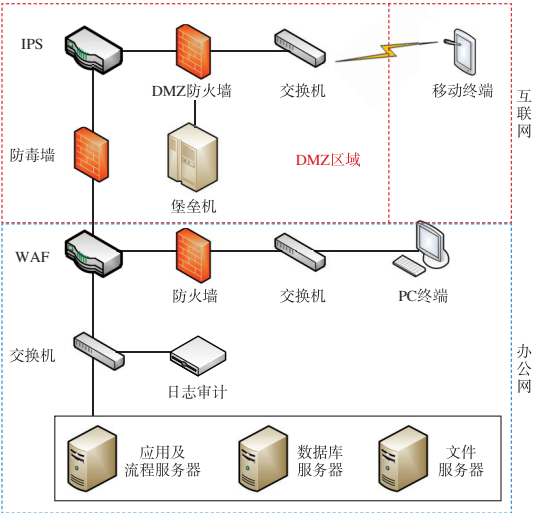 IPS
DMZ防火墙
交换机
移动终端
互联网
防毒墙
堡垒机
DMZ区域
WAF
防火墙
交换机
PC终端
交换机
日志审计
办公网
应用及
流程服务器
数据库
服务器
文件
服务器